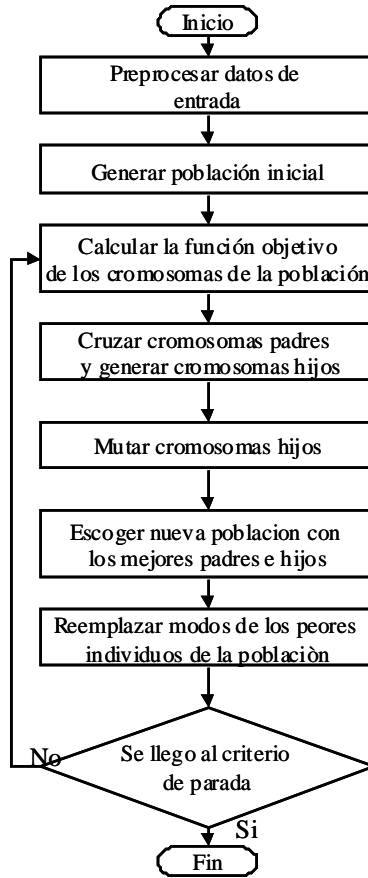 Inicio
Preprocesar datos de
entrada
Generar población inicial
Calcular la función objetivo
de los cromosomas de la población
Cruzar cromosomas padres
y generar cromosomas hijos
Mutar cromosomas hijos
Escoger nueva poblacion con
los mejores padres e hijos
Reemplazar modos de los peores
individuos de la poblaciòn
Se llego al criterio
de parada
No
Si
Fin